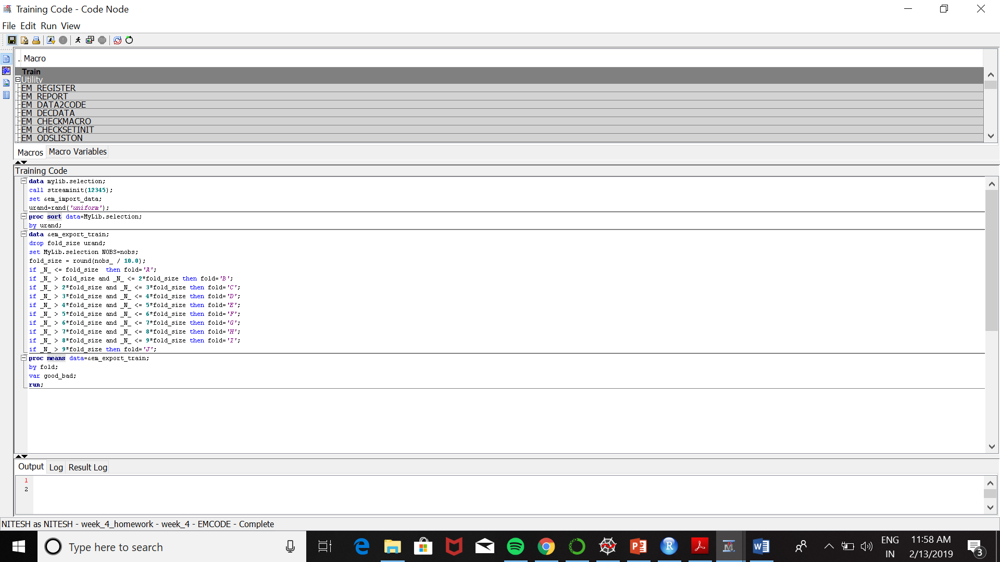 Training Code - Code Node
File Edit Run View
.. Macro
Train
Utility
EM_REGISTER
EM_REPORT
EM_DATA2CODE
EM_DECDATA
EM_CHECKMACRO
EM_CHECKSETINIT
EM_ODSLISTON
Macros Macro Variables
Training Code
data mylib.selection;
call streaminit(12345);
set &em_import_data;
urand=rand('uniform');
proc sort data=MyLib.selection;
by urand;
data &em_export_train;
drop fold_size urand;
set MyLib.selection NOBS=nobs;
fold_size = round(nobs_ / 10.0);
if _N_ <= fold_size  then fold='A';
if _N_ > fold_size and _N_ <= 2*fold_size then fold='B';
if _N_ > 2*fold_size and _N_ <= 3*fold_size then fold='C';
if _N_ > 3*fold_size and _N_ <= 4*fold_size then fold='D';
if _N_ > 4*fold_size and _N_ <= 5*fold_size then fold='E';
if _N_ > 5*fold_size and _N_ <= 6*fold_size then fold='F';
if _N_ > 6*fold_size and _N_ <= 7*fold_size then fold='G';
if _N_ > 7*fold_size and _N_ <= 8*fold_size then fold='H';
if _N_ > 8*fold_size and _N_ <= 9*fold_size then fold='I';
if _N_ > 9*fold_size then fold='J';
proc means data=&em_export_train;
by fold;
var good_bad;
run;
Output Log Result Log
1
2
NITESH as NITESH - week_4_homework - week_4 - EMCODE - Complete
Type here to search
ENG 11:58 AM
IN 2/13/2019
3